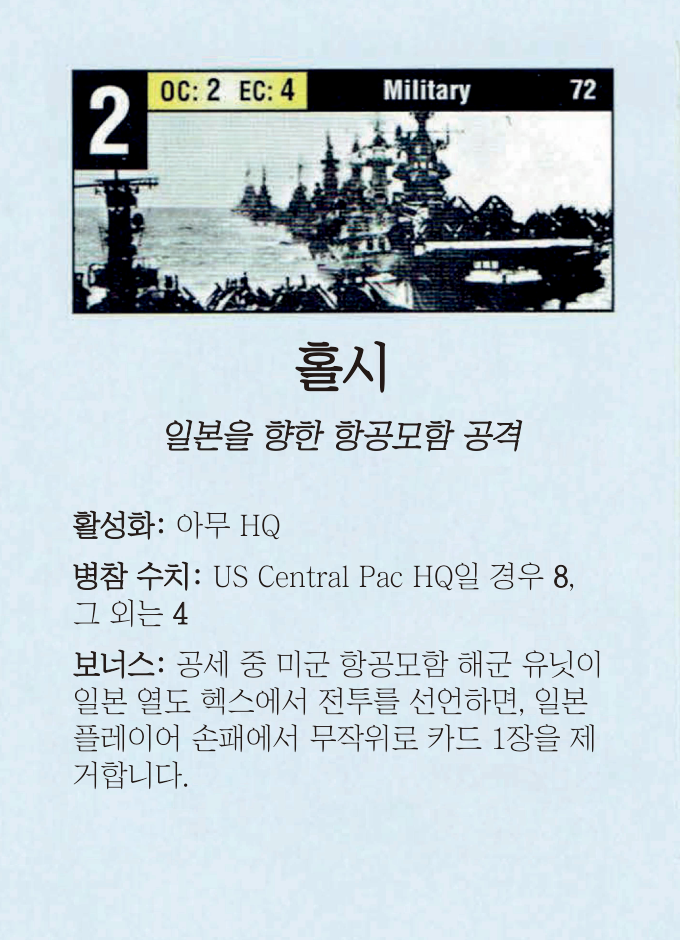 2
OC: 2 EC: 4 Military 72
홀시
일본을 향한 항공모함 공격
활성화: 아무 HQ
병참 수치: US Central Pac HQ일 경우 8,
그 외는 4
보너스: 공세 중 미군 항공모함 해군 유닛이
일본 열도 헥스에서 전투를 선언하면, 일본
플레이어 손패에서 무작위로 카드 1장을 제
거합니다.